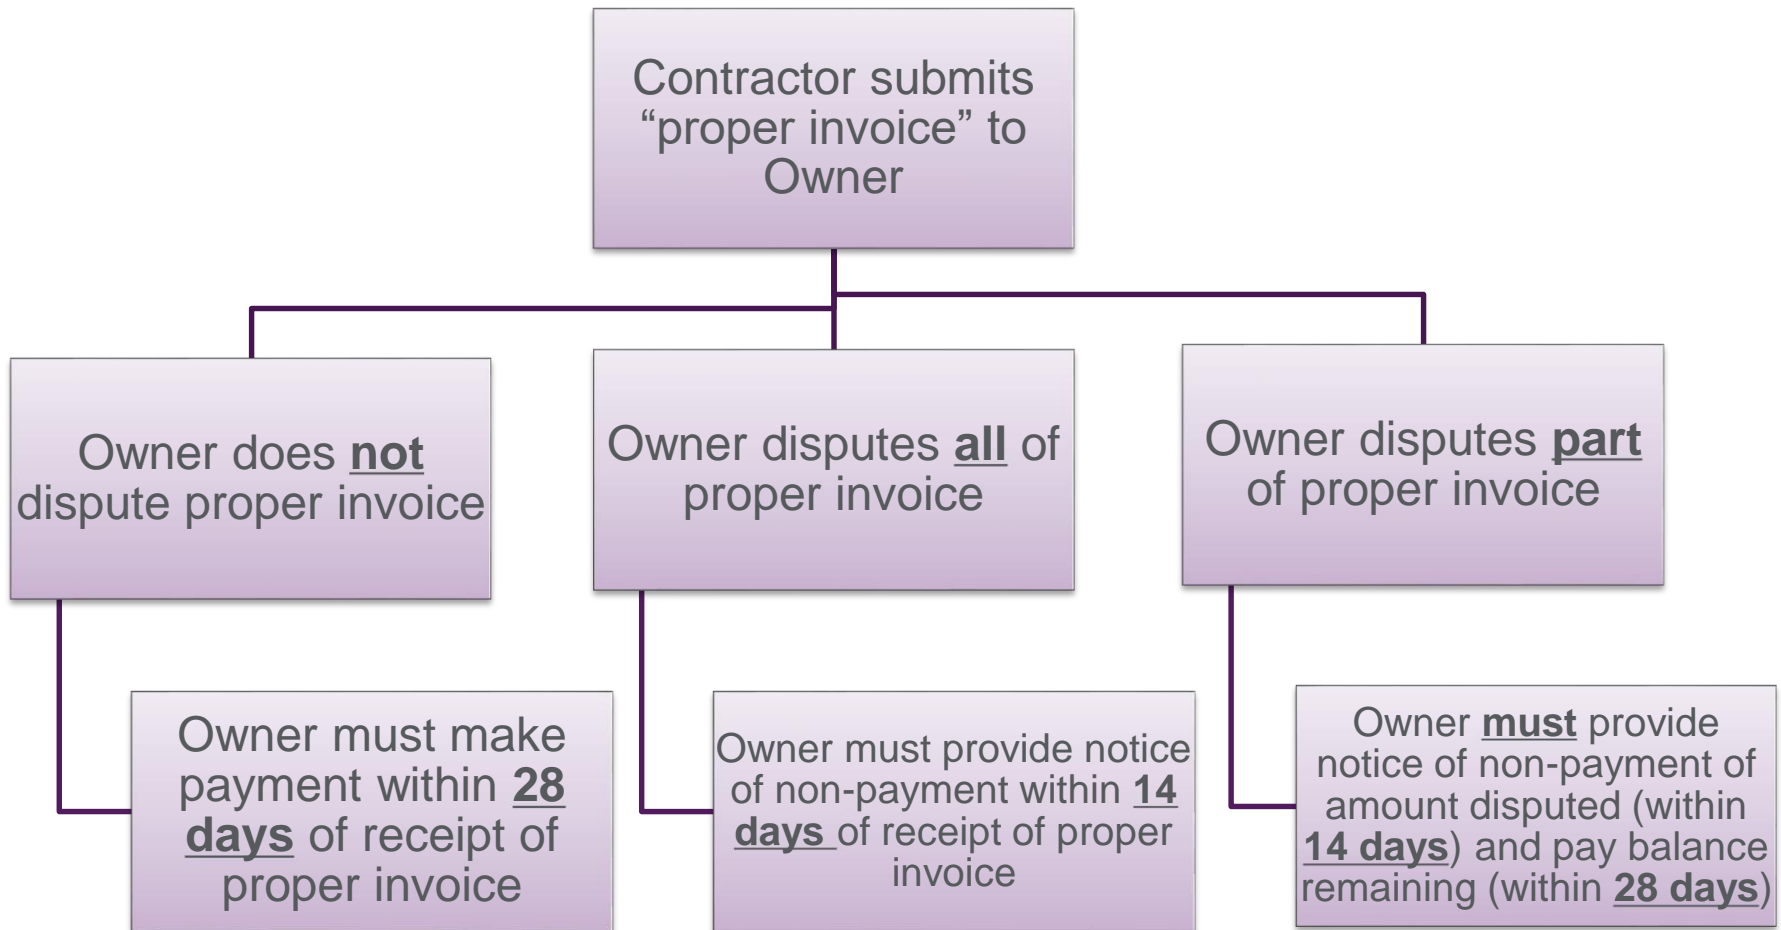 Contractor submits
“proper invoice” to
Owner
Owner does not
dispute proper invoice
Owner disputes all of
proper invoice
Owner disputes part
of proper invoice
Owner must make
payment within 28
days of receipt of
proper invoice
Owner must provide notice
of non-payment within 14
days of receipt of proper
invoice
Owner must provide
notice of non-payment of
amount disputed (within
14 days) and pay balance
remaining (within 28 days)